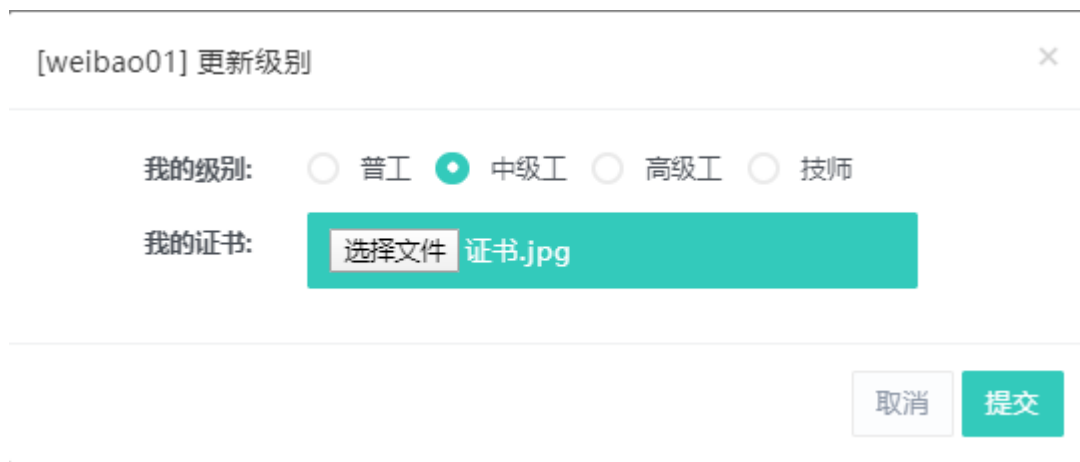 [weibao01] 更新级别 ×
我的级别: 普工 中级工 高级工 技师
我的证书: 选择文件 证书.jpg
取消 提交